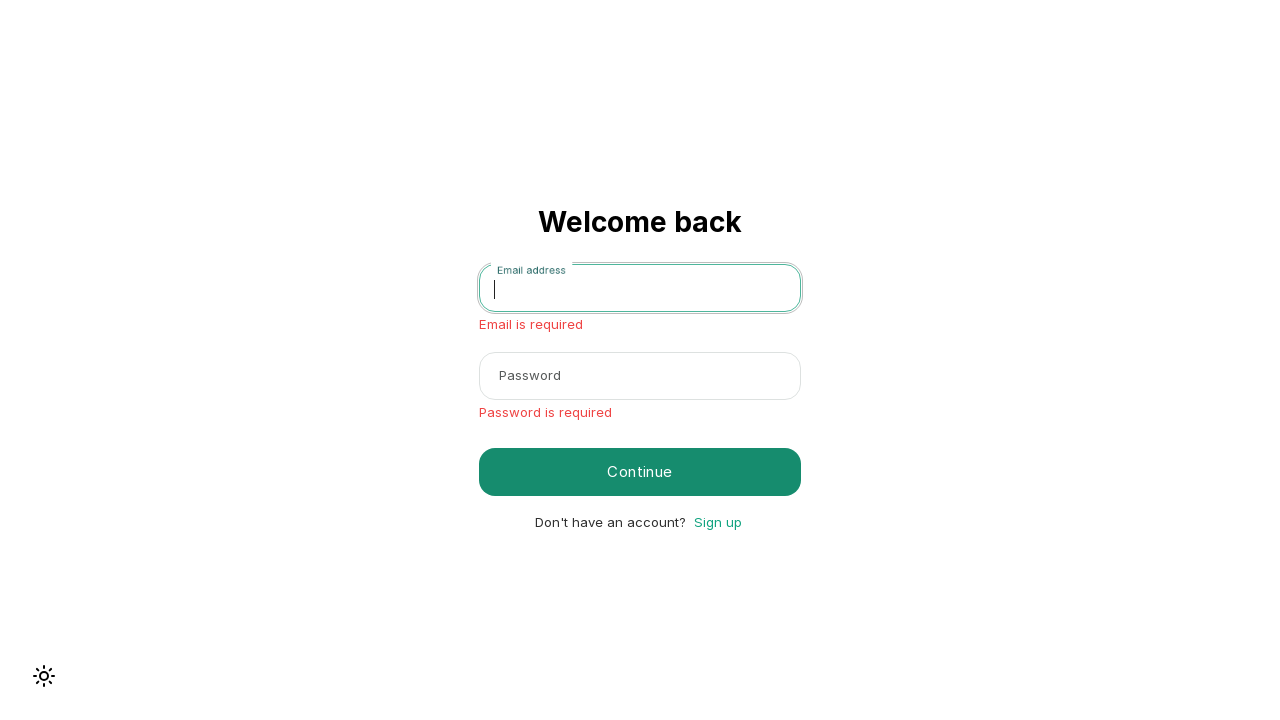 Welcome back
Email address
Email is required
Password
Password is required
Continue
Don't have an account? Sign up